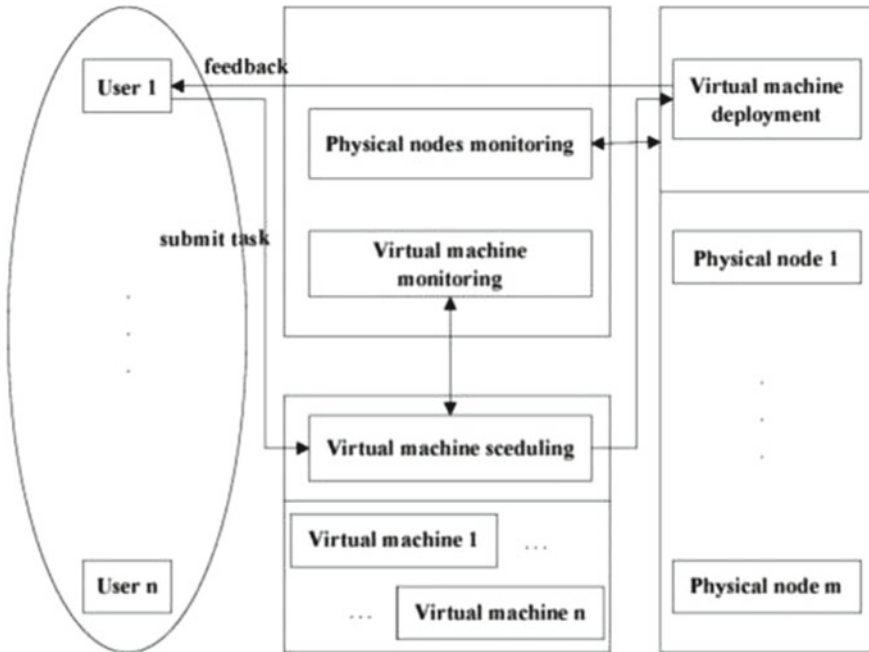 feedback
User 1
Virtual machine
deployment
Physical nodes monitoring
submit task
Virtual machine
monitoring
Physical node 1
Virtual machine sceduling
Virtual machine 1
...
User n
...
Virtual machine n
Physical node m